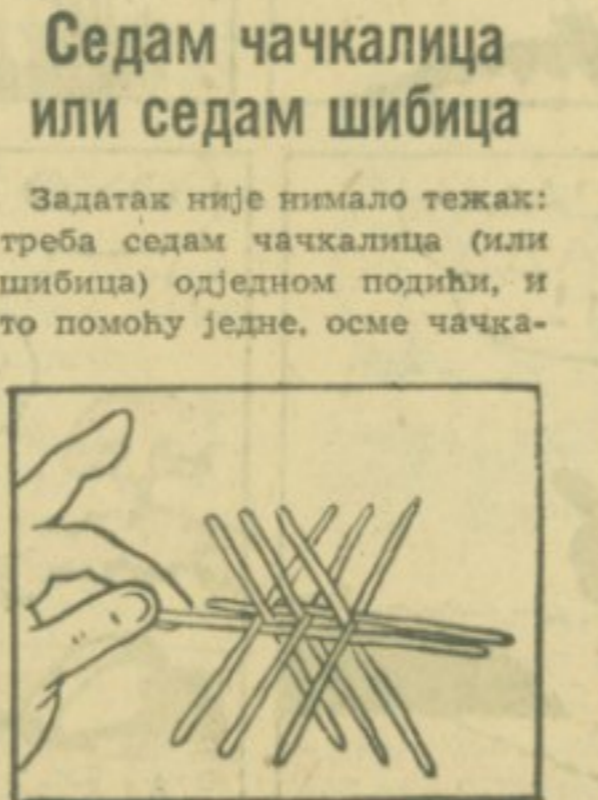 Седам чачкалица
или седам шибица
Задатак није нимало тежак:
треба седам чачкалица (или
шибица) одједном подићи, и
то помоћу једне, осме чачка-